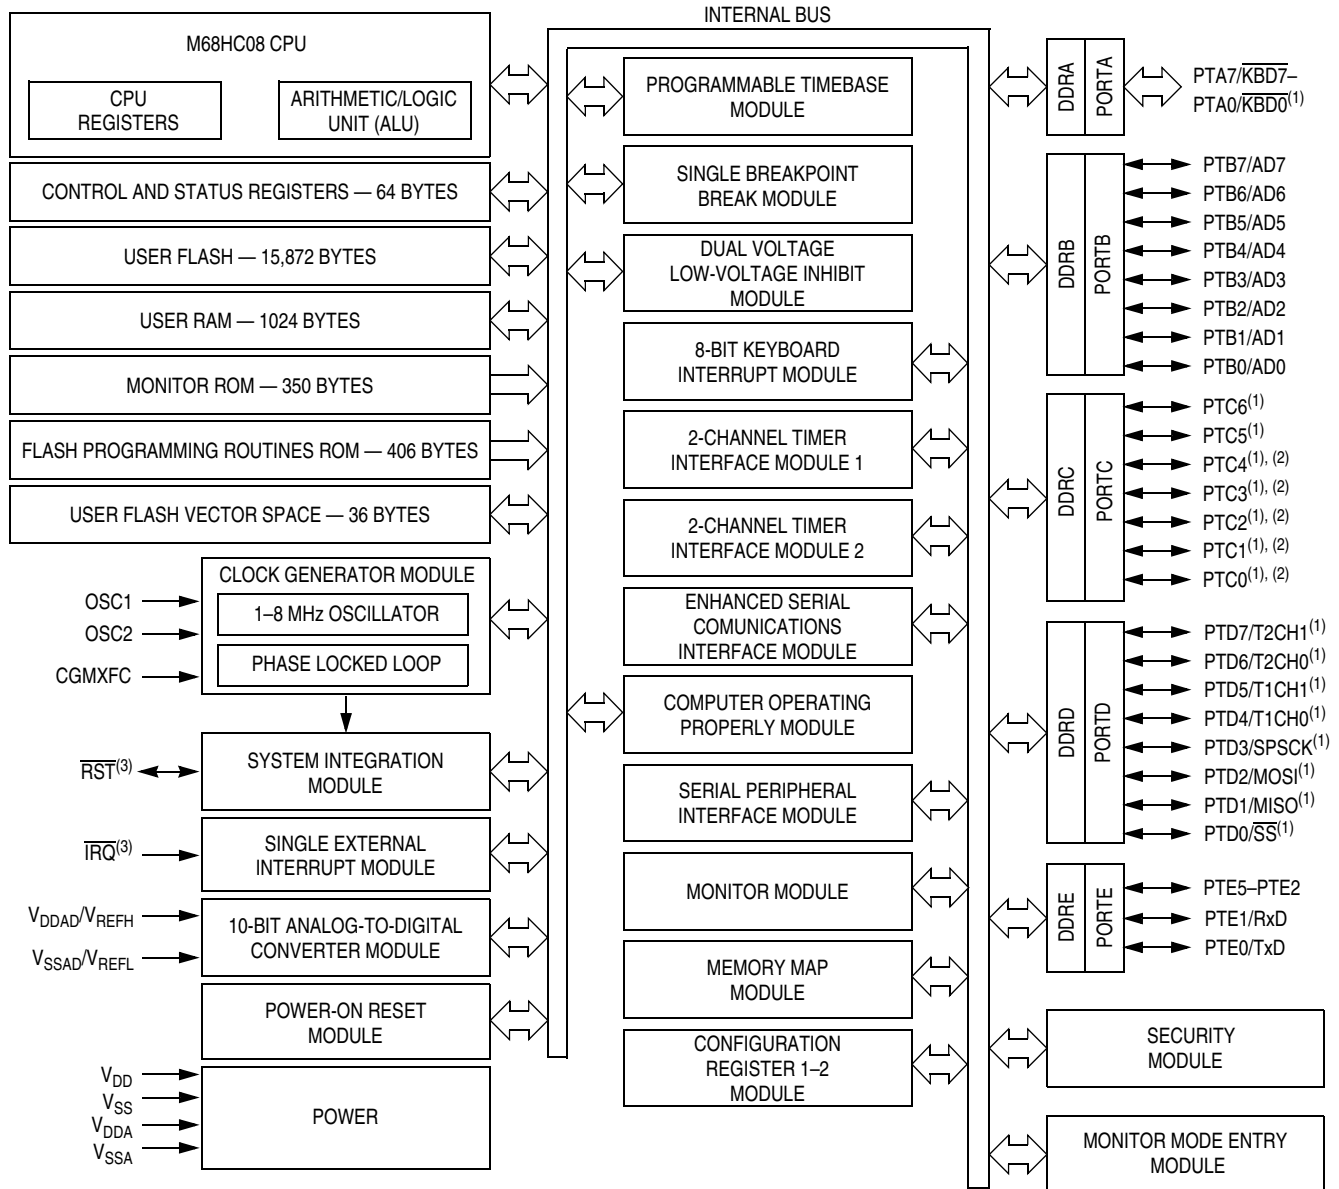 INTERNAL BUS
M68HC08 CPU
CPU
REGISTERS
ARITHMETIC/LOGIC
UNIT (ALU)
CONTROL AND STATUS REGISTERS — 64 BYTES
USER FLASH — 15,872 BYTES
USER RAM — 1024 BYTES
MONITOR ROM — 350 BYTES
FLASH PROGRAMMING ROUTINES ROM — 406 BYTES
USER FLASH VECTOR SPACE — 36 BYTES
CLOCK GENERATOR MODULE
1–8 MHz OSCILLATOR
PHASE LOCKED LOOP
OSC1
OSC2
CGMXFC
SYSTEM INTEGRATION
MODULE
RST(3)
SINGLE EXTERNAL
INTERRUPT MODULE
IRQ(3)
10-BIT ANALOG-TO-DIGITAL
CONVERTER MODULE
VDDAD/VREFH
VSSAD/VREFL
POWER-ON RESET
MODULE
POWER
VDD
VSS
VDDA
VSSA
PROGRAMMABLE TIMEBASE
MODULE
SINGLE BREAKPOINT
BREAK MODULE
DUAL VOLTAGE
LOW-VOLTAGE INHIBIT
MODULE
8-BIT KEYBOARD
INTERRUPT MODULE
2-CHANNEL TIMER
INTERFACE MODULE 1
2-CHANNEL TIMER
INTERFACE MODULE 2
ENHANCED SERIAL
COMUNICATIONS
INTERFACE MODULE
COMPUTER OPERATING
PROPERLY MODULE
SERIAL PERIPHERAL
INTERFACE MODULE
MONITOR MODULE
MEMORY MAP
MODULE
CONFIGURATION
REGISTER 1–2
MODULE
DDRA
PORTA
PTA7/KBD7–
PTA0/KBD0(1)
DDRB
PORTB
PTB7/AD7
PTB6/AD6
PTB5/AD5
PTB4/AD4
PTB3/AD3
PTB2/AD2
PTB1/AD1
PTB0/AD0
DDRC
PORTC
PTC6(1)
PTC5(1)
PTC4(1), (2)
PTC3(1), (2)
PTC2(1), (2)
PTC1(1), (2)
PTC0(1), (2)
DDRD
PORTD
PTD7/T2CH1(1)
PTD6/T2CH0(1)
PTD5/T1CH1(1)
PTD4/T1CH0(1)
PTD3/SPSCK(1)
PTD2/MOSI(1)
PTD1/MISO(1)
PTD0/SS(1)
DDRE
PORTE
PTE5–PTE2
PTE1/RxD
PTE0/TxD
SECURITY
MODULE
MONITOR MODE ENTRY
MODULE